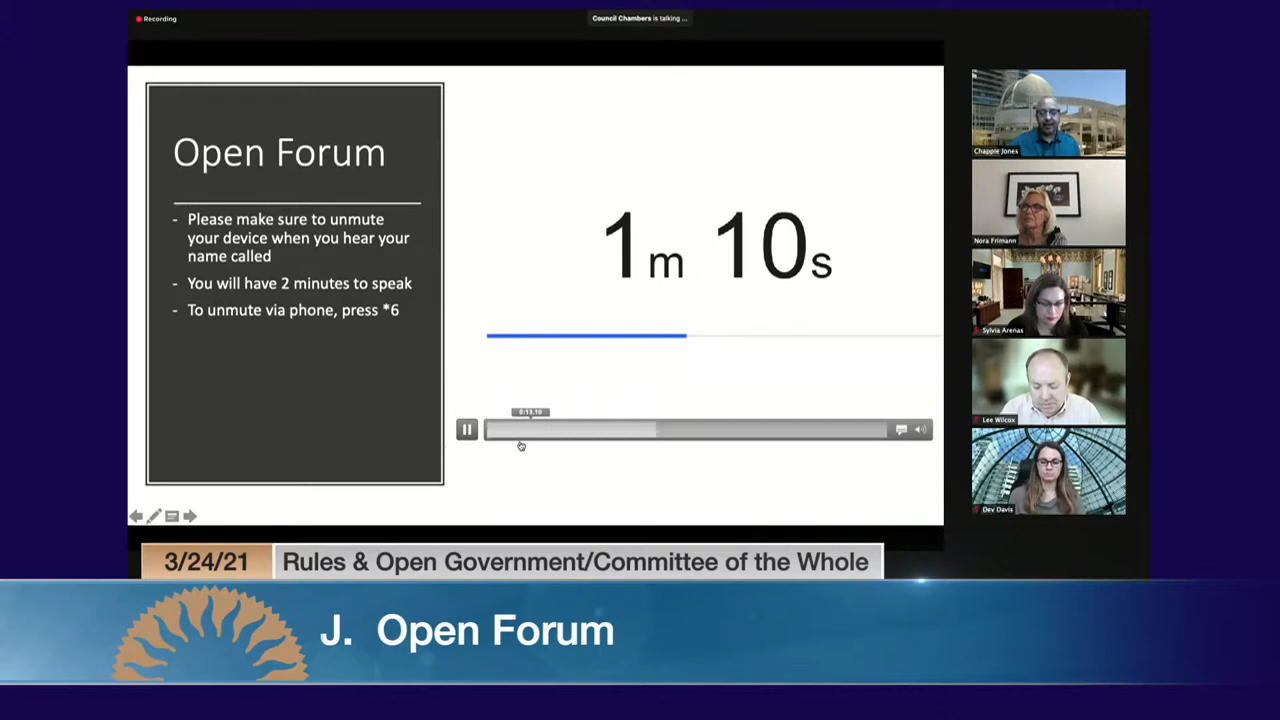 Recording
Council Chambers is talking ...
Open Forum
- Please make sure to unmute
your device when you hear your
name called
- You will have 2 minutes to speak
- To unmute via phone, press *6
1m 10s
0:13.10
Chappie Jones
Nora Frimann
Sylvia Arenas
Lee Wilcox
Dev Davis
3/24/21
Rules & Open Government/Committee of the Whole
J. Open Forum